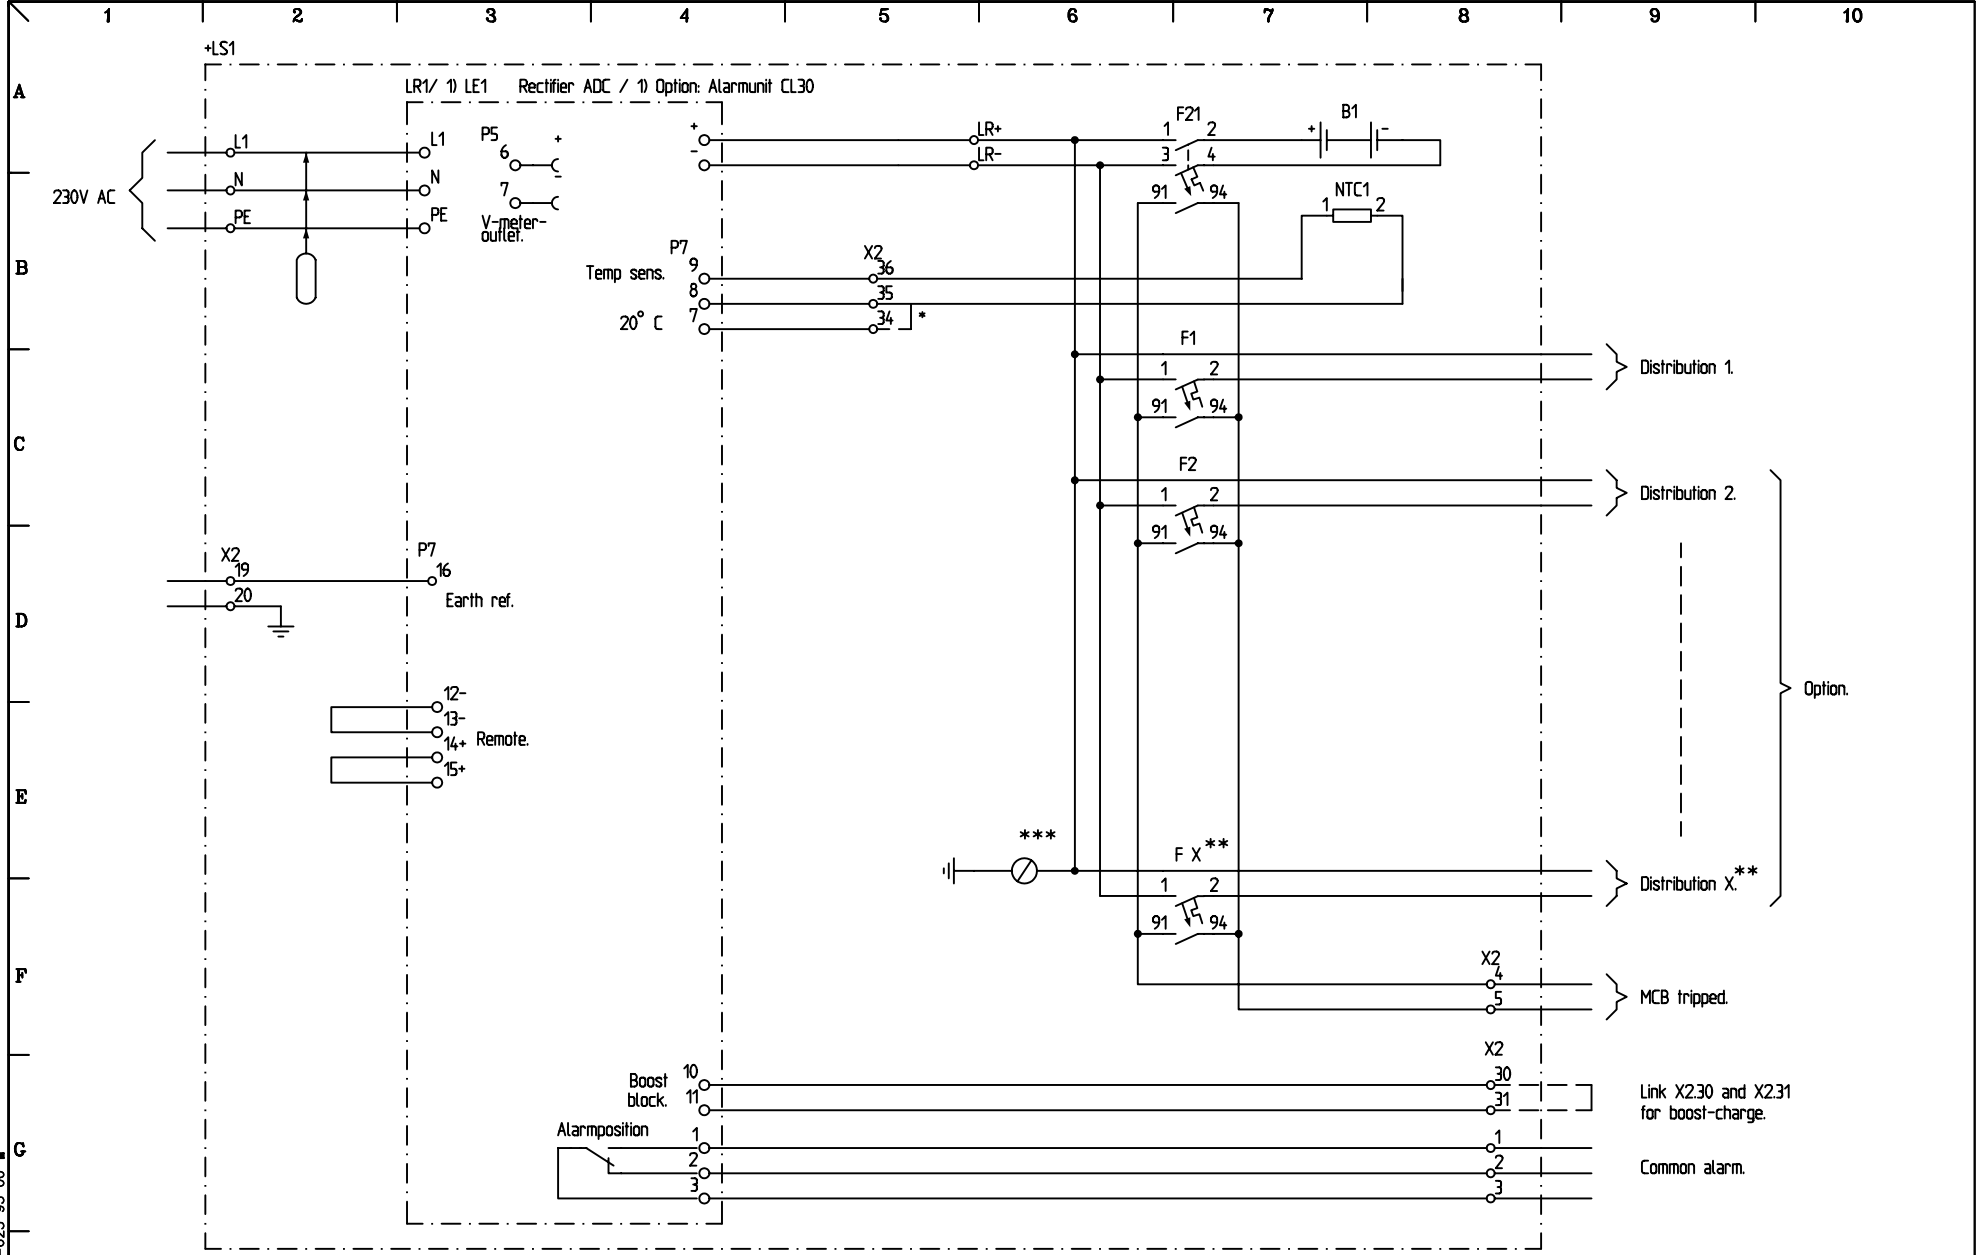 1 2 3 4 5 6 7 8 9 10
A
B
C
D
E
F
G
+LS1
LR1/ 1) LE1 Rectifier ADC / 1) Option: Alarmunit CL30
230V AC
L1
N
PE
L1
N
PE
P5
6 +
-
7
V-meter-
outlet.
+
-
LR+
LR-
F21
1 2
3 4
91 94
B1
+ -
NTC1
1 2
P7
Temp sens. 9
8
20° C 7
X2
36
35
34 *
F1
1 2
91 94
Distribution 1.
F2
1 2
91 94
Distribution 2.
X2
19
20
P7
16
Earth ref.
12-
13-
14+
15+
Remote.
Option.
***
F X **
1 2
91 94
Distribution X.**
X2
4
5
MCB tripped.
Boost
block.
10
11
X2
30
31
Link X2.30 and X2.31
for boost-charge.
Alarmposition
1
2
3
1
2
3
Common alarm.